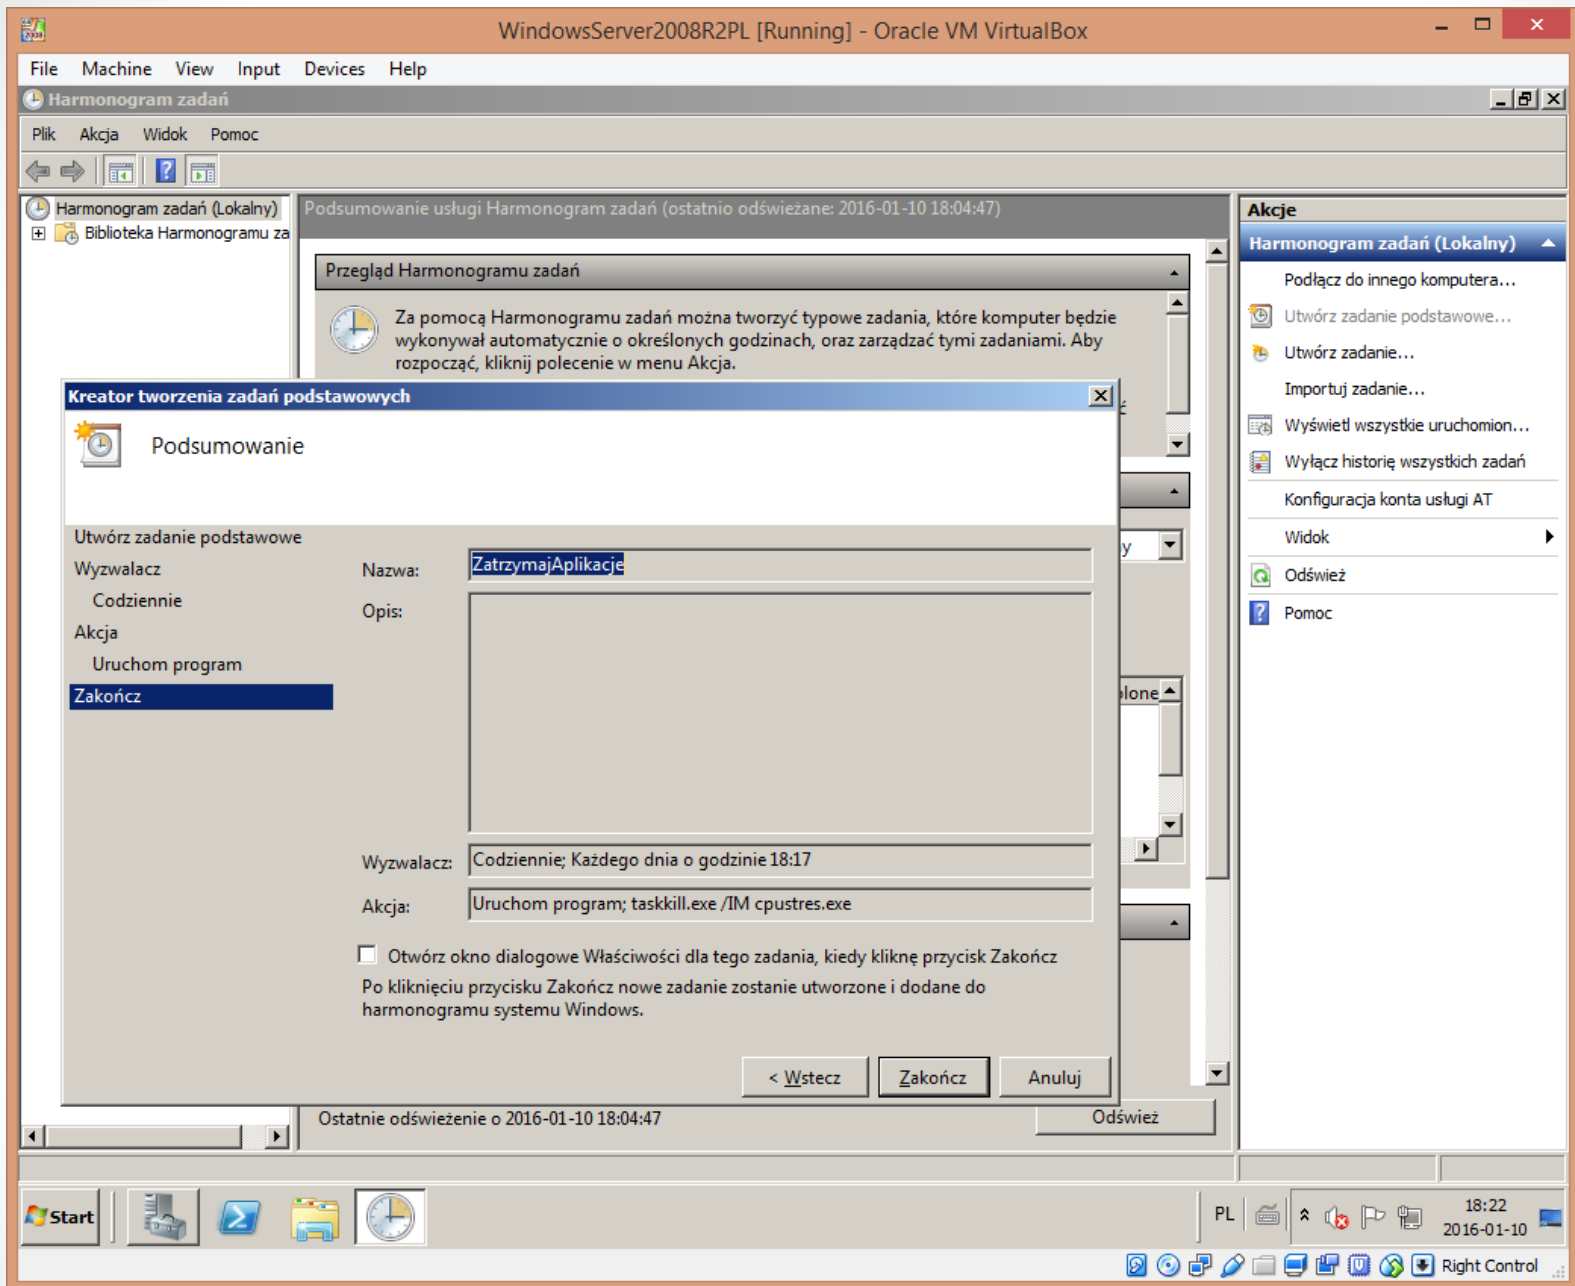 WindowsServer2008R2PL [Running] - Oracle VM VirtualBox
File Machine View Input Devices Help
Harmonogram zadań
Plik Akcja Widok Pomoc
Harmonogram zadań (Lokalny)
Biblioteka Harmonogramu za
Podsumowanie usługi Harmonogram zadań (ostatnio odświeżane: 2016-01-10 18:04:47)
Przegląd Harmonogramu zadań
Za pomocą Harmonogramu zadań można tworzyć typowe zadania, które komputer będzie
wykonywał automatycznie o określonych godzinach, oraz zarządzać tymi zadaniami. Aby
rozpocząć, kliknij polecenie w menu Akcja.
Kreator tworzenia zadań podstawowych
Podsumowanie
Utwórz zadanie podstawowe
Wyzwalacz
Codziennie
Akcja
Uruchom program
Zakończ
Nazwa: ZatrzymajAplikacje
Opis:
Wyzwalacz: Codziennie; Każdego dnia o godzinie 18:17
Akcja: Uruchom program; taskkill.exe /IM cpustres.exe
Otwórz okno dialogowe Właściwości dla tego zadania, kiedy kliknę przycisk Zakończ
Po kliknięciu przycisku Zakończ nowe zadanie zostanie utworzone i dodane do
harmonogramu systemu Windows.
< Wstecz Zakończ Anuluj
Ostatnie odświeżenie o 2016-01-10 18:04:47
Odśwież
Akcje
Harmonogram zadań (Lokalny)
Podłącz do innego komputera...
Utwórz zadanie podstawowe...
Utwórz zadanie...
Importuj zadanie...
Wyświetl wszystkie uruchomion...
Wyłącz historię wszystkich zadań
Konfiguracja konta usługi AT
Widok
Odśwież
Pomoc
Start
PL
18:22
2016-01-10
Right Control